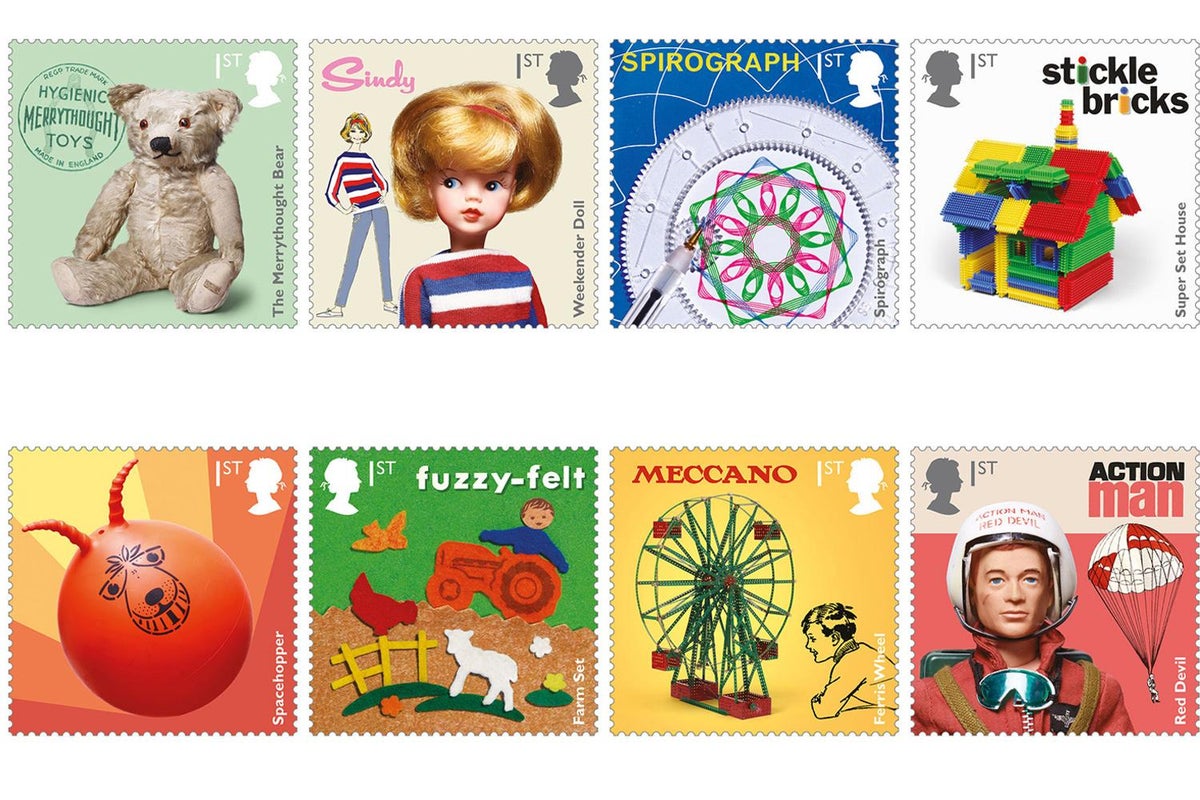 REGD TRADE MARK
HYGIENIC
MERRYTHOUGHT
TOYS
MADE IN ENGLAND
1ST
The Merrythought Bear
Sindy
1ST
Weekender Doll
SPIROGRAPH
1ST
Spirograph
1ST
stickle
bricks
Super Set House
1ST
Spacehopper
1ST
fuzzy-felt
Farm Set
MECCANO
1ST
Ferris Wheel
1ST
ACTION
man
ACTION MAN
RED DEVIL
Red Devil